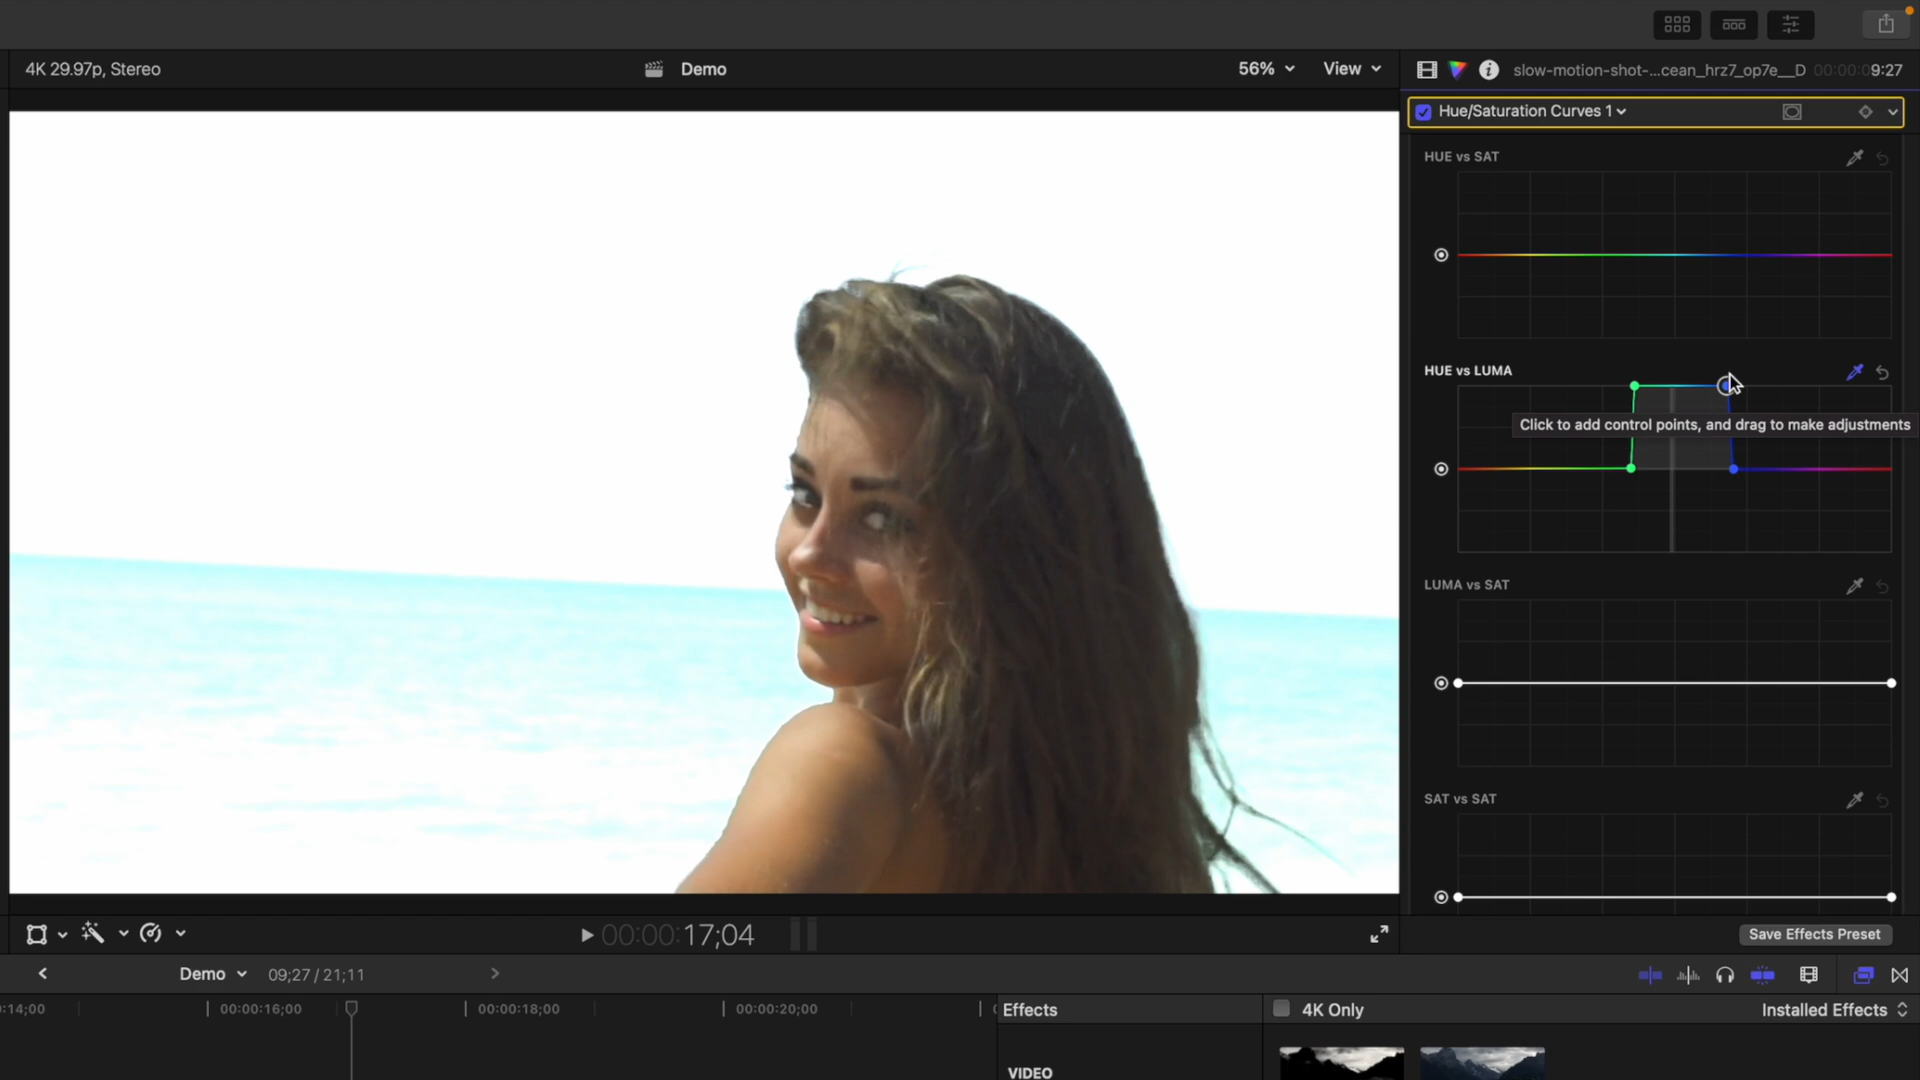 4K 29.97p, Stereo
Demo
56%
View
slow-motion-shot-...cean_hrz7_op7e__D
00:00:09:27
Hue/Saturation Curves 1
HUE vs SAT
HUE vs LUMA
Click to add control points, and drag to make adjustments
LUMA vs SAT
SAT vs SAT
00:00:17;04
Save Effects Preset
Demo
09;27 / 21;11
:14;00
00:00:16;00
00:00:18;00
00:00:20;00
Effects
4K Only
Installed Effects
VIDEO